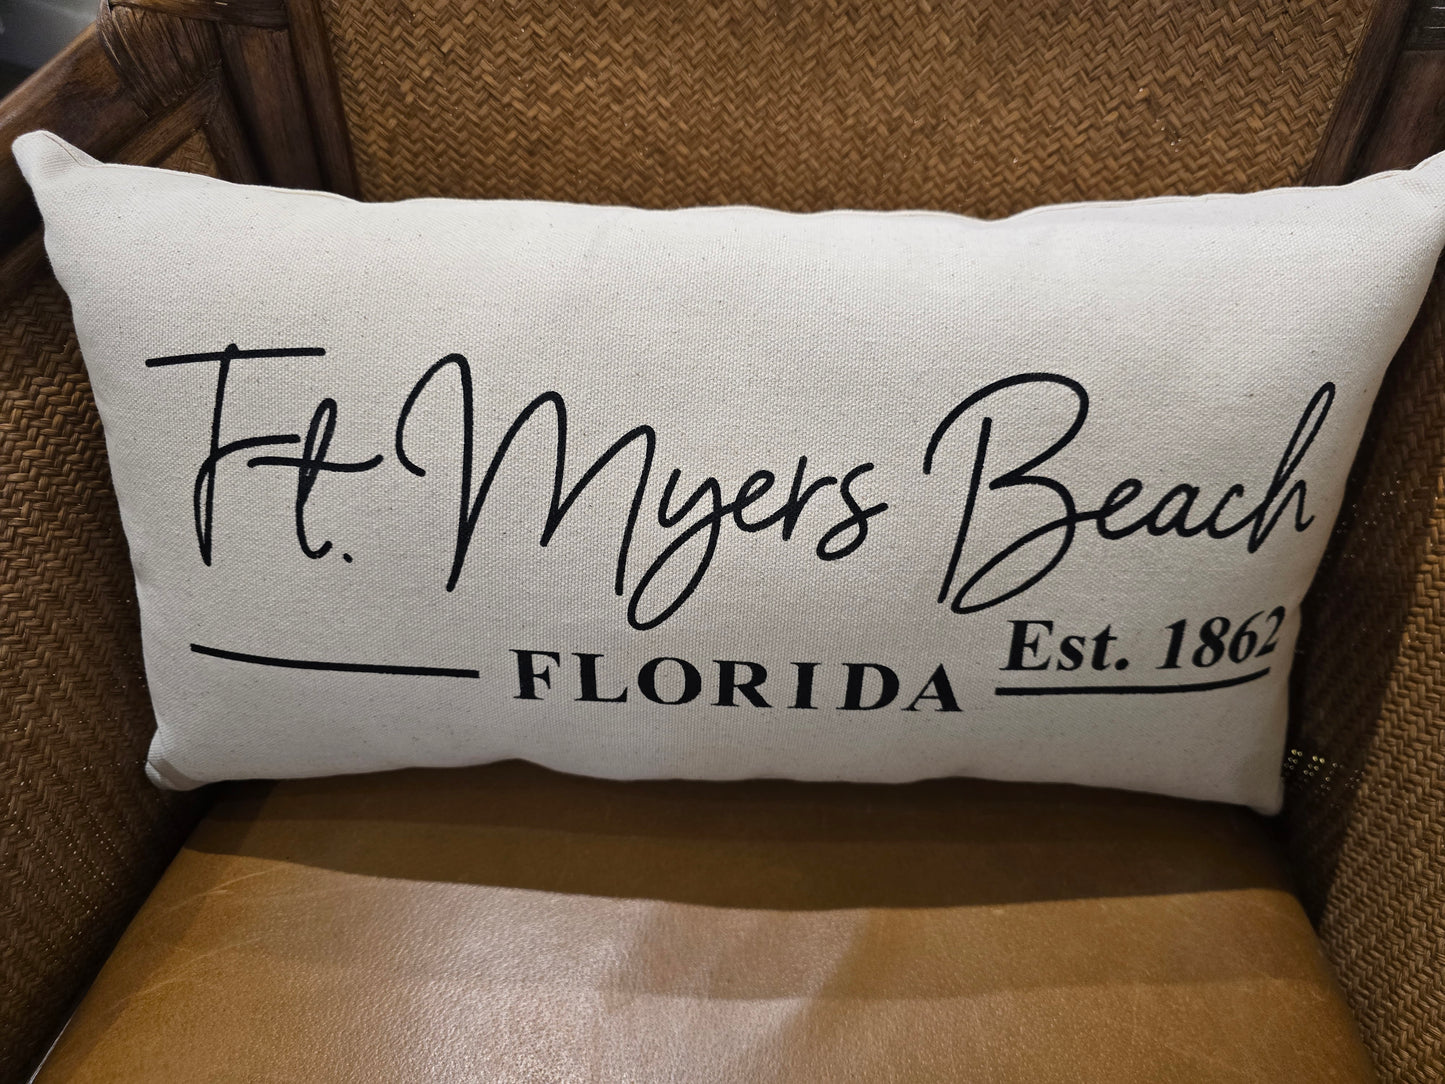 Ft. Myers Beach
Est. 1862
FLORIDA